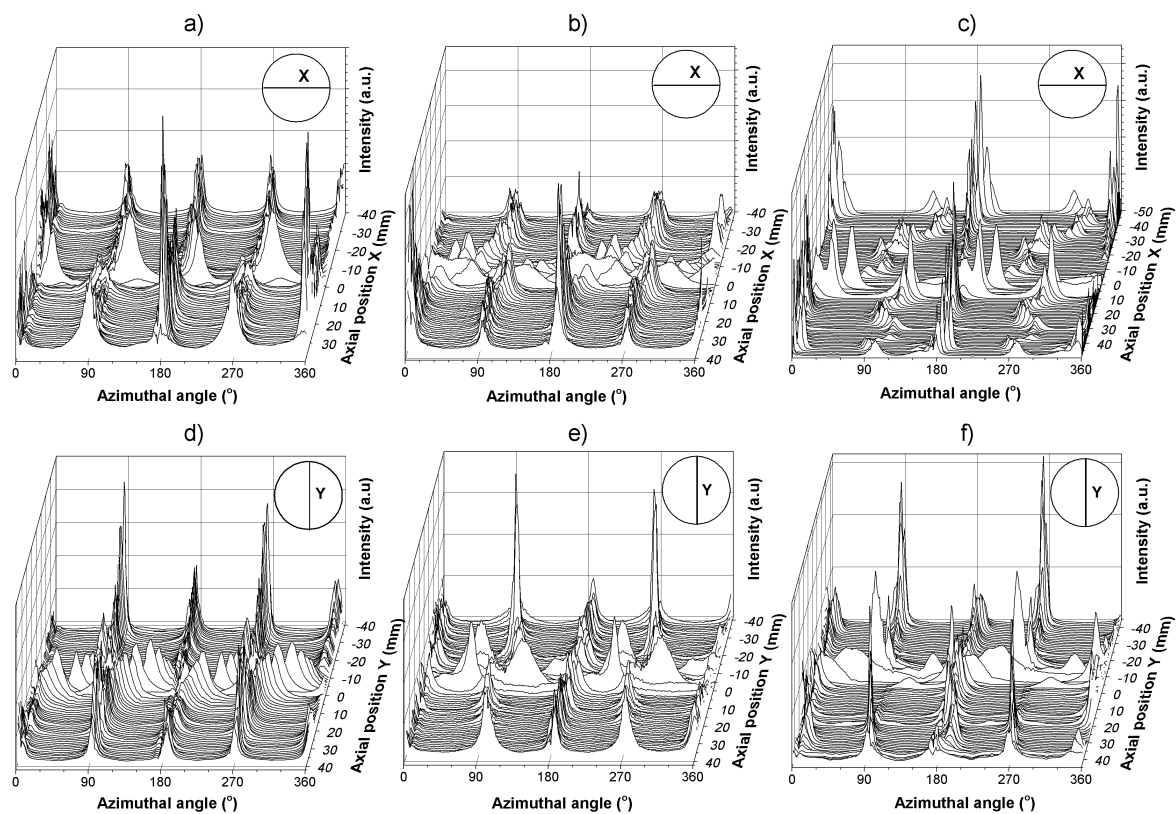 a)
X
Intensity (a.u.)
-40
-30
-20
-10
0
10
20
30
Axial position X (mm)
0
90
180
270
360
Azimuthal angle (°)
b)
X
Intensity (a.u.)
-40
-30
-20
-10
0
10
20
30
40
Axial position X (mm)
0
90
180
270
360
Azimuthal angle (°)
c)
X
Intensity (a.u.)
-50
-40
-30
-20
-10
0
10
20
30
40
Axial position X (mm)
0
90
180
270
360
Azimuthal angle (°)
d)
Y
Intensity (a.u)
-40
-30
-20
-10
0
10
20
30
40
Axial position Y (mm)
0
90
180
270
360
Azimuthal angle (°)
e)
Y
Intensity (a.u)
-40
-30
-20
-10
0
10
20
30
40
Axial position Y (mm)
0
90
180
270
360
Azimuthal angle (°)
f)
Y
Intensity (a.u.)
-40
-30
-20
-10
0
10
20
30
40
Axial position Y (mm)
0
90
180
270
360
Azimuthal angle (°)